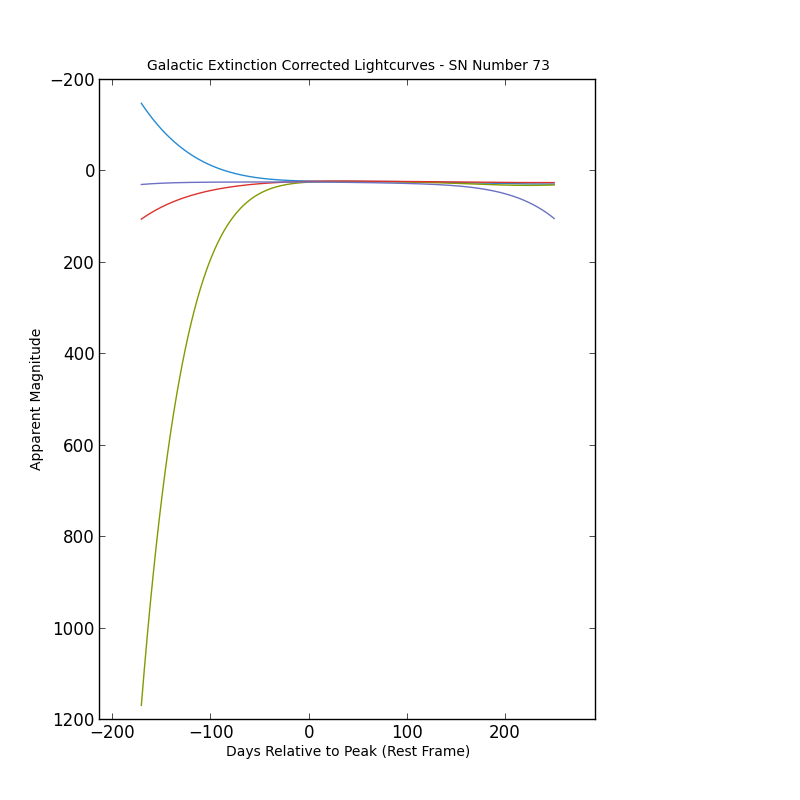 Galactic Extinction Corrected Lightcurves - SN Number 73
−200
0
200
400
600
800
1000
1200
Apparent Magnitude
−200 −100 0 100 200
Days Relative to Peak (Rest Frame)